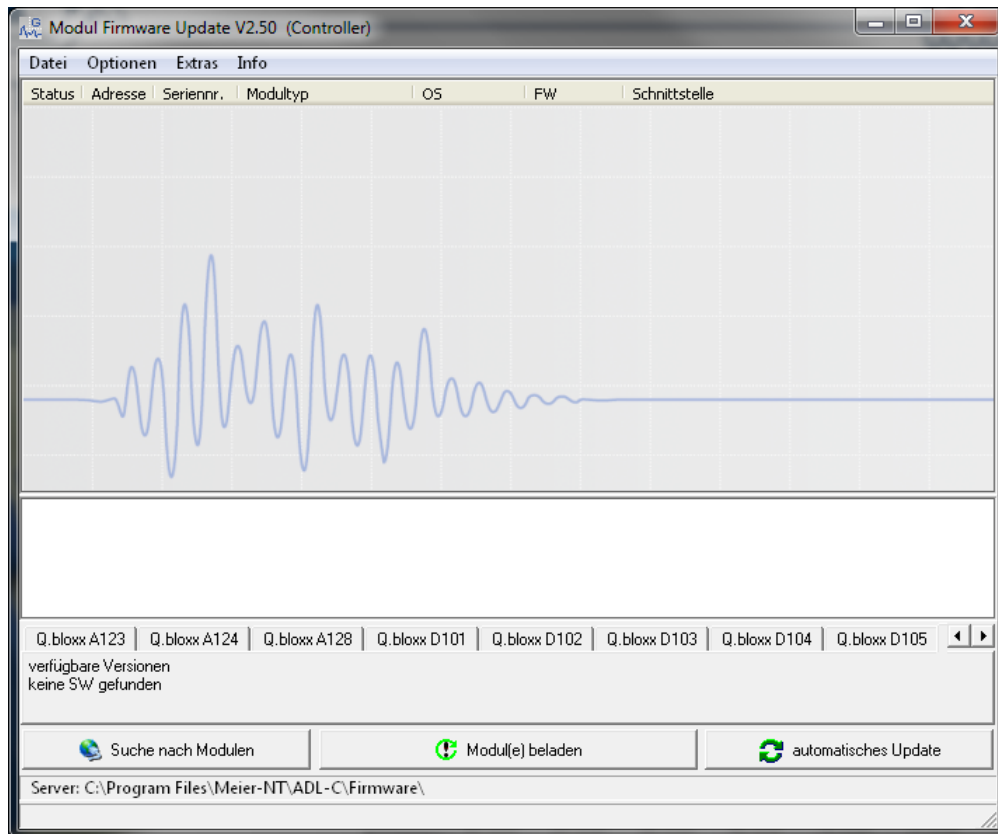 Modul Firmware Update V2.50 (Controller)
Datei Optionen Extras Info
Status Adresse Seriennr. Modultyp OS FW Schnittstelle
Q.bloxx A123 Q.bloxx A124 Q.bloxx A128 Q.bloxx D101 Q.bloxx D102 Q.bloxx D103 Q.bloxx D104 Q.bloxx D105
verfügbare Versionen
keine SW gefunden
Suche nach Modulen Modul(e) beladen automatisches Update
Server: C:\Program Files\Meier-NT\ADL-C\Firmware\